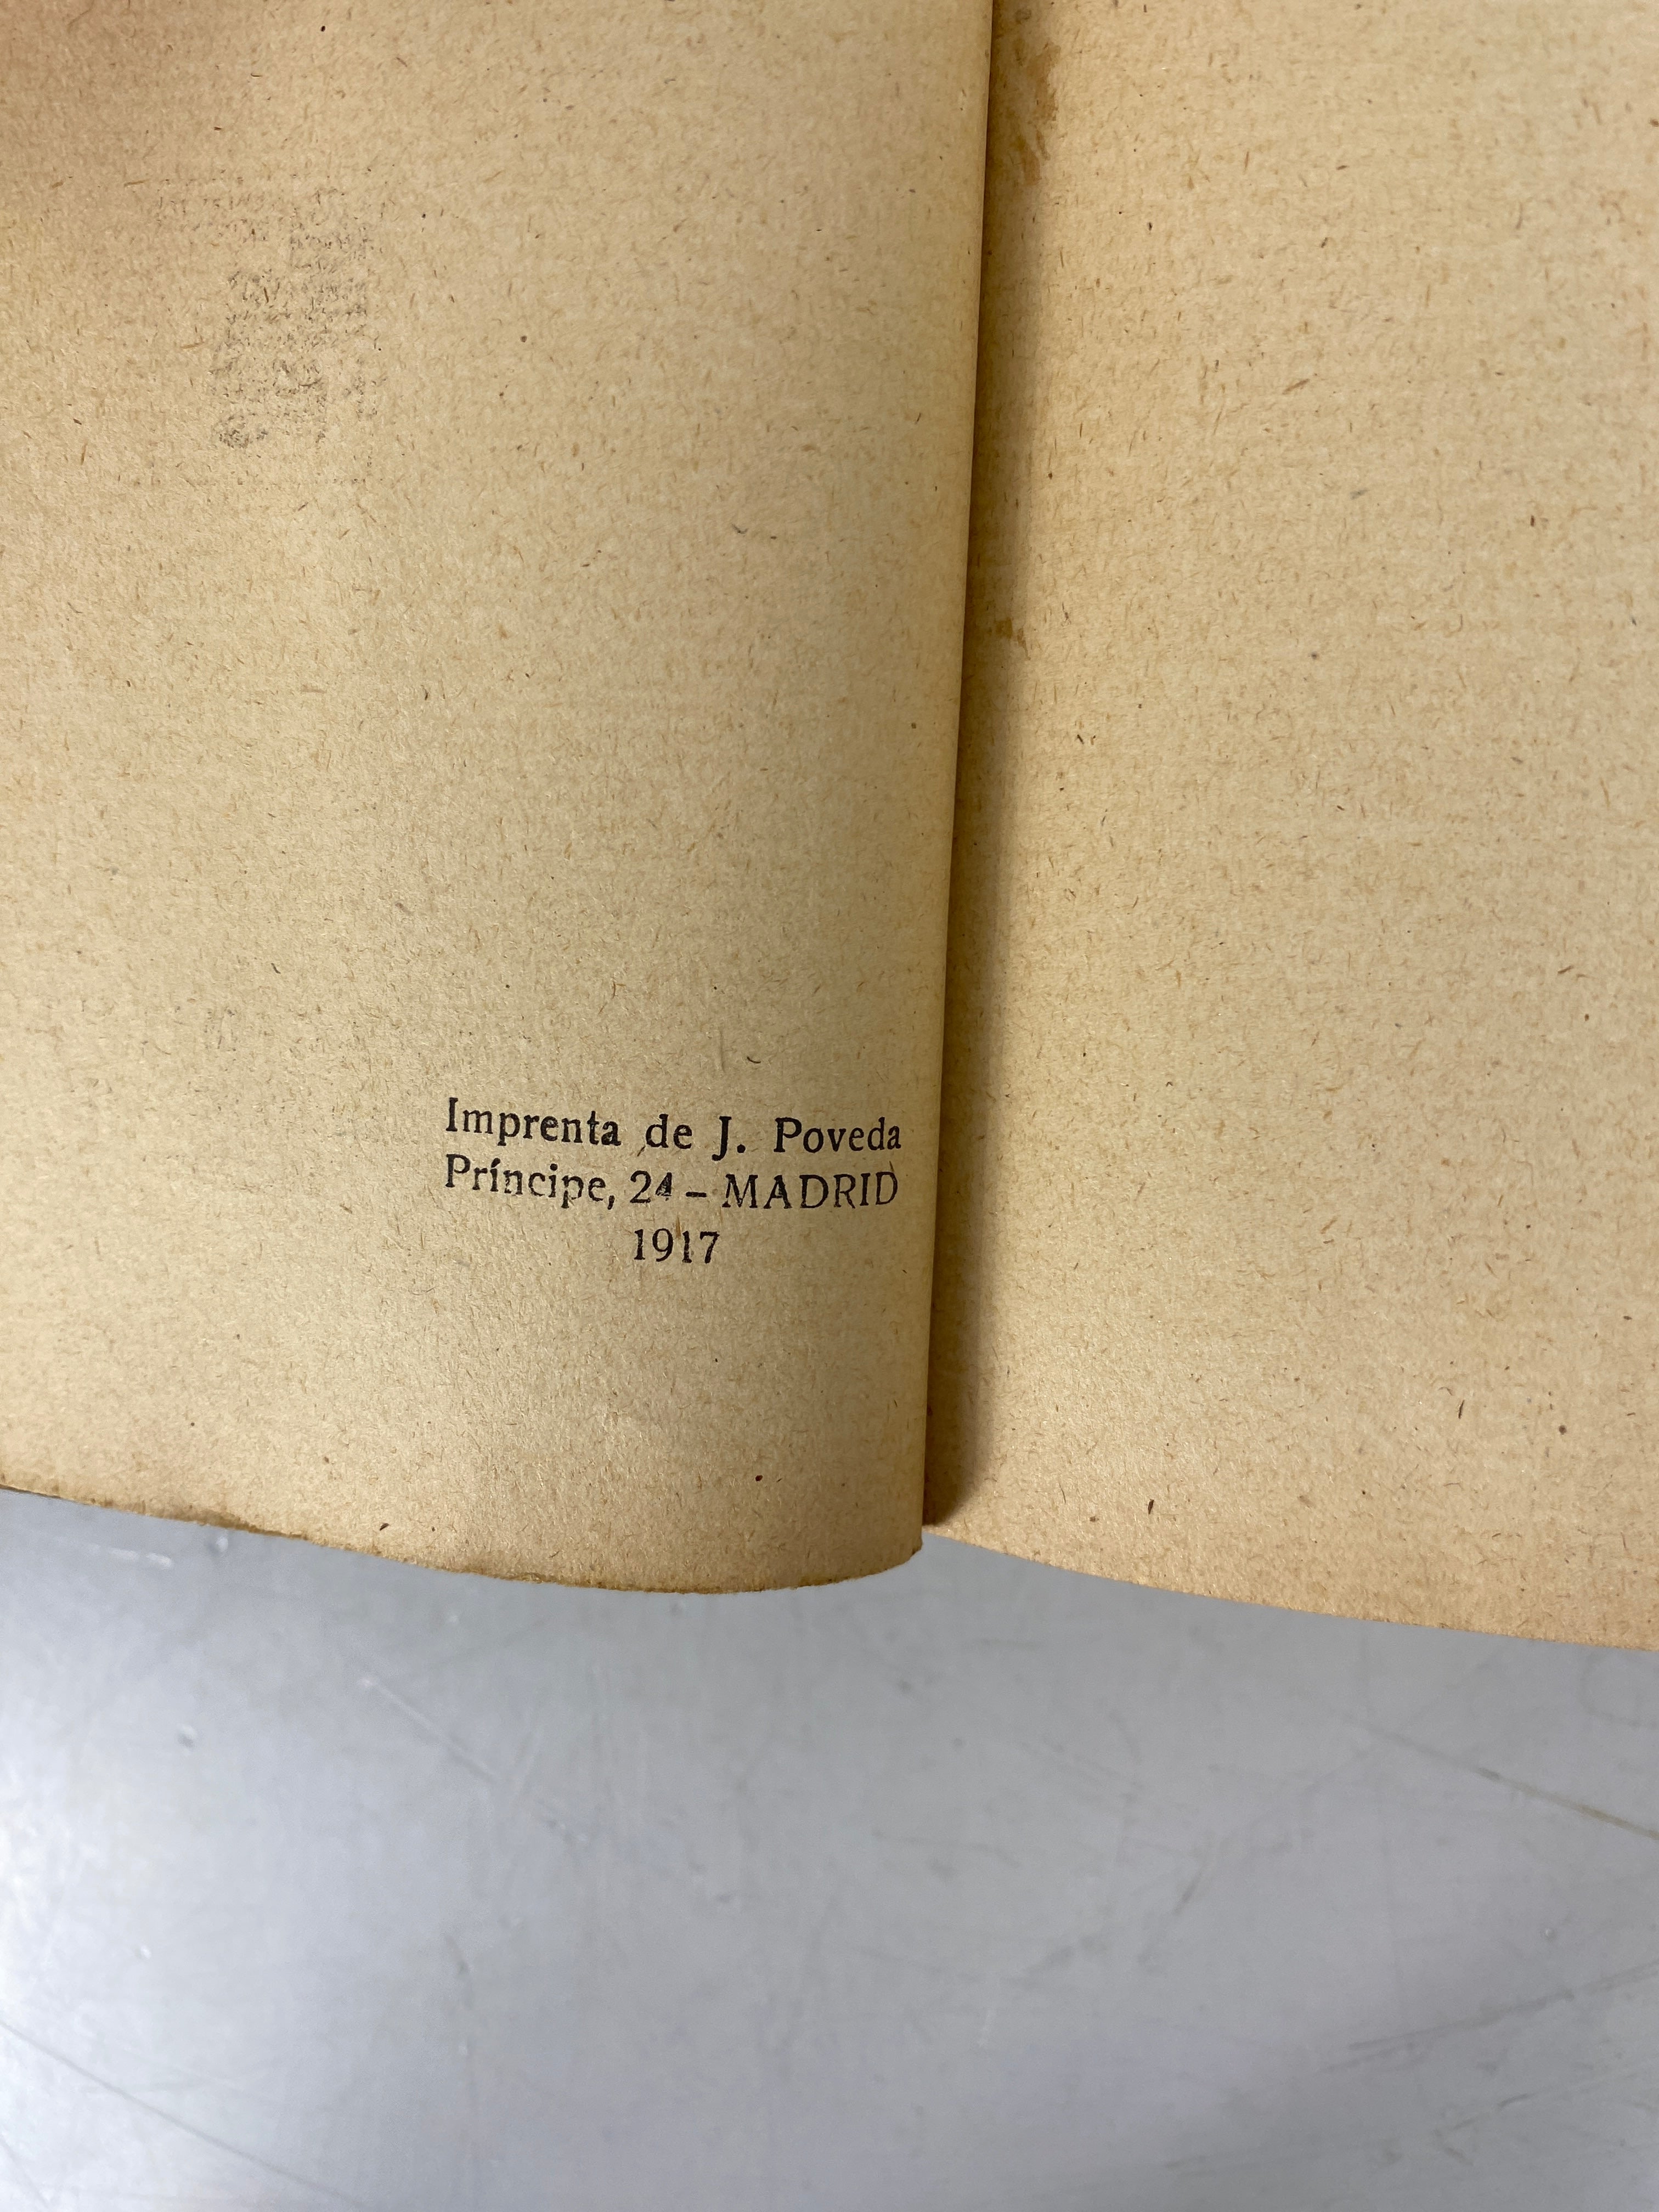 Imprenta de J. Poveda
Príncipe, 24 - MADRID
1917